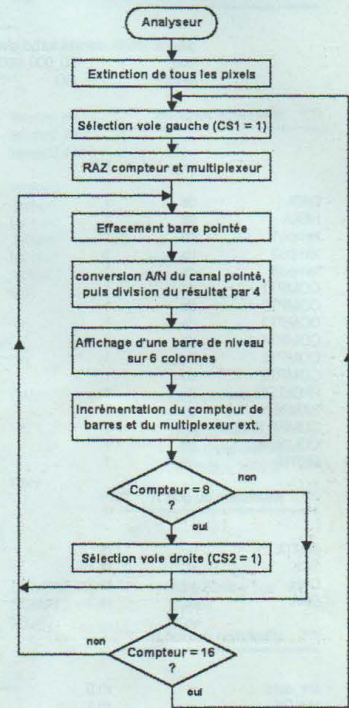 Analyseur
Extinction de tous les pixels
Sélection voie gauche (CS1 = 1)
RAZ compteur et multiplexeur
Effacement barre pointée
conversion A/N du canal pointé,
puis division du résultat par 4
Affichage d'une barre de niveau
sur 6 colonnes
Incrémentation du compteur de
barres et du multiplexeur ext.
Compteur = 8
?
non
oui
Sélection voie droite (CS2 = 1)
non
Compteur = 16
?
oui